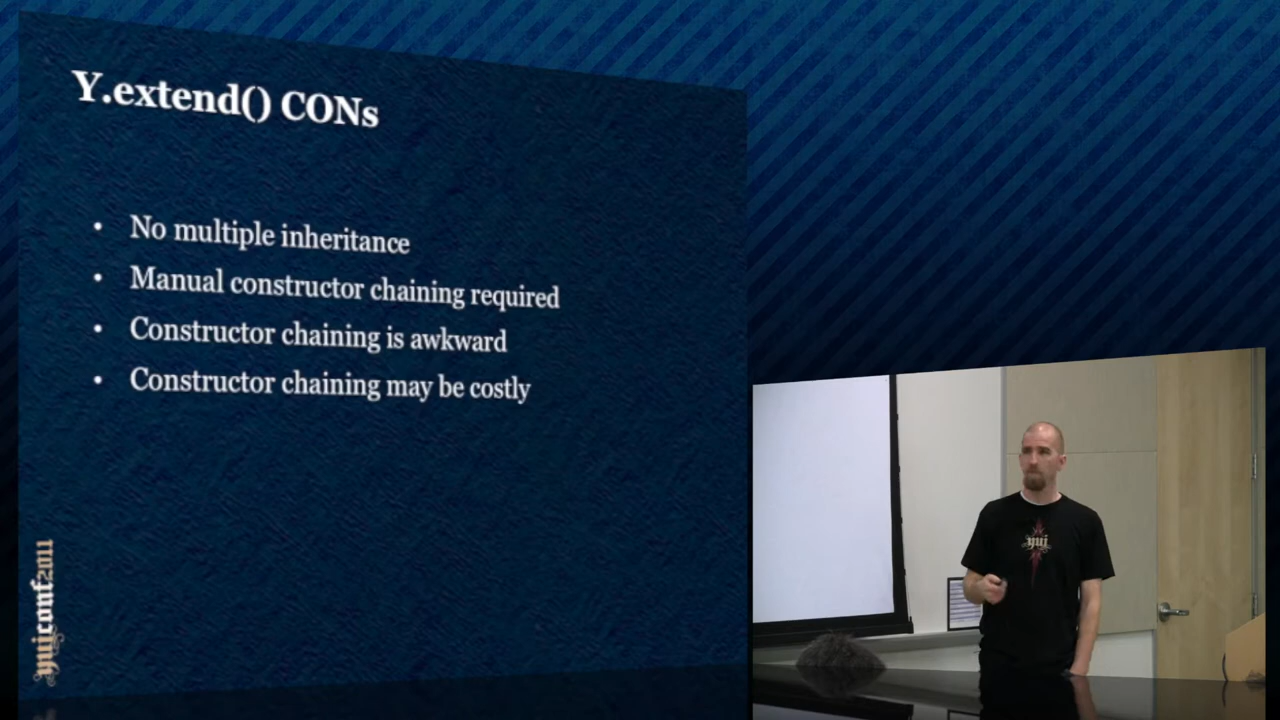 Y.extend() CONs
• No multiple inheritance
• Manual constructor chaining required
• Constructor chaining is awkward
• Constructor chaining may be costly
yuiconf2011
yui